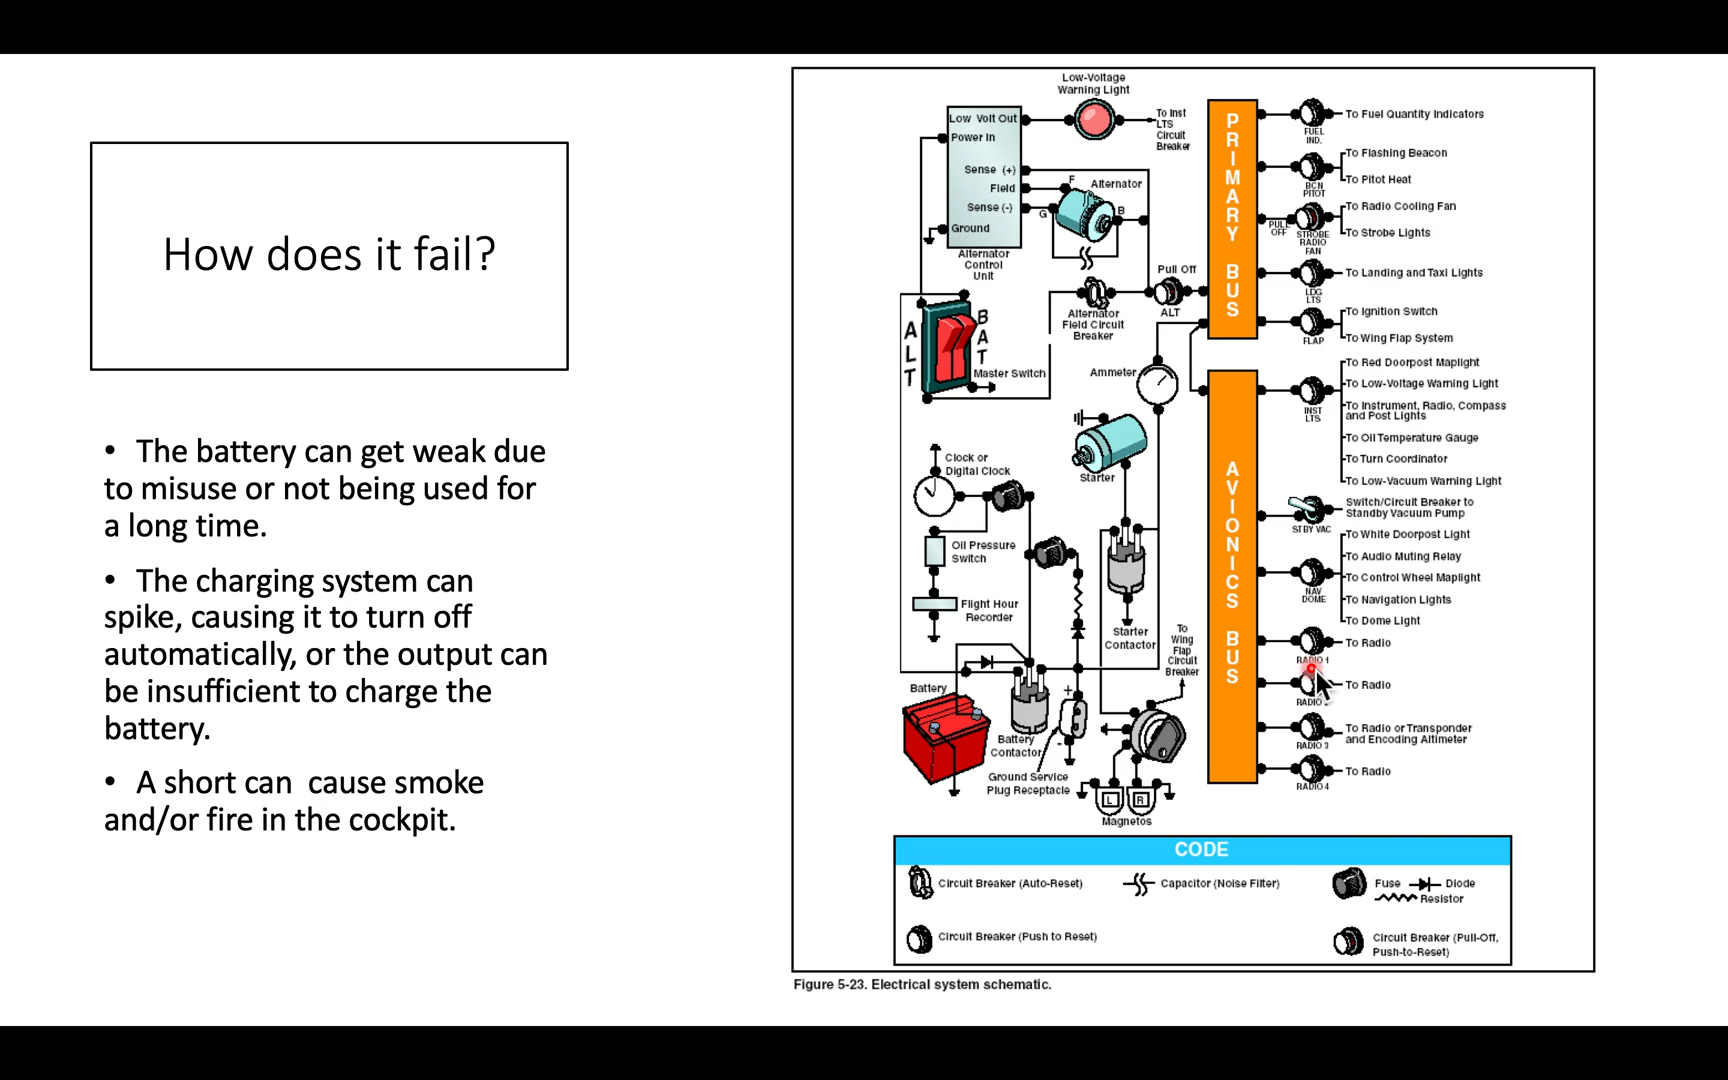 How does it fail?
• The battery can get weak due
to misuse or not being used for
a long time.
• The charging system can
spike, causing it to turn off
automatically, or the output can
be insufficient to charge the
battery.
• A short can  cause smoke
and/or fire in the cockpit.
Low-Voltage
Warning Light
Low Volt Out
Power In
Sense (+)
Field
Sense (-)
Ground
Alternator
Control
Unit
To Inst
LTS
Circuit
Breaker
F
Alternator
G
B
Pull Off
ALT
Alternator
Field Circuit
Breaker
ALT
BAT
Master Switch
Ammeter
Starter
Clock or
Digital Clock
Oil Pressure
Switch
Flight Hour
Recorder
Starter
Contactor
To
Wing
Flap
Circuit
Breaker
Battery
+
-
Battery
Contactor
Ground Service
Plug Receptacle
L
R
Magnetos
PRIMARY BUS
FUEL
IND.
To Fuel Quantity Indicators
BCN
PITOT
To Flashing Beacon
To Pitot Heat
PULL
OFF
STROBE
RADIO
FAN
To Radio Cooling Fan
To Strobe Lights
LDG
LTS
To Landing and Taxi Lights
FLAP
To Ignition Switch
To Wing Flap System
AVIONICS BUS
INST
LTS
To Red Doorpost Maplight
To Low-Voltage Warning Light
To Instrument, Radio, Compass
and Post Lights
To Oil Temperature Gauge
To Turn Coordinator
To Low-Vacuum Warning Light
STBY VAC
Switch/Circuit Breaker to
Standby Vacuum Pump
NAV
DOME
To White Doorpost Light
To Audio Muting Relay
To Control Wheel Maplight
To Navigation Lights
To Dome Light
RADIO 1
To Radio
RADIO
To Radio
RADIO 3
To Radio or Transponder
and Encoding Altimeter
RADIO 4
To Radio
CODE
Circuit Breaker (Auto-Reset)
Capacitor (Noise Filter)
Fuse
Diode
Resistor
Circuit Breaker (Push to Reset)
Circuit Breaker (Pull-Off,
Push-to-Reset)
Figure 5-23. Electrical system schematic.